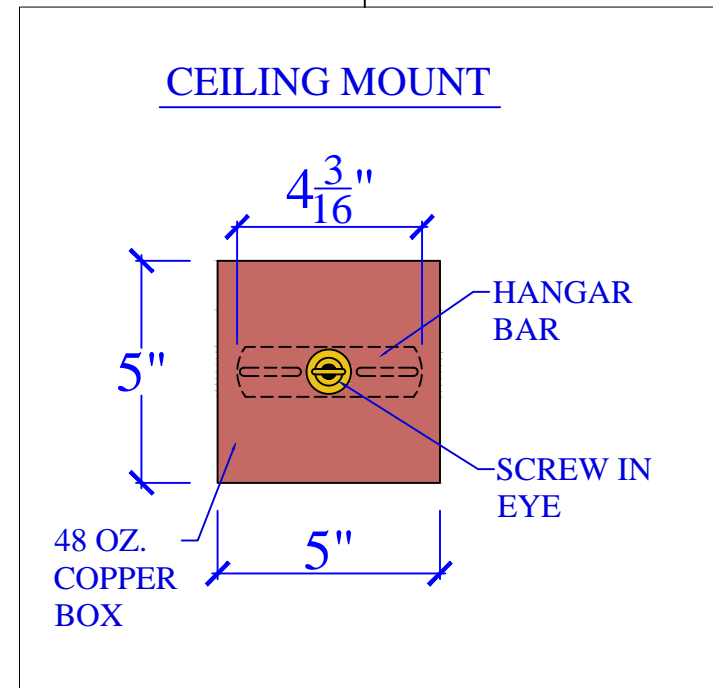 CEILING MOUNT
4 3/16"
HANGAR
BAR
5"
SCREW IN
EYE
48 OZ.
COPPER
BOX
5"